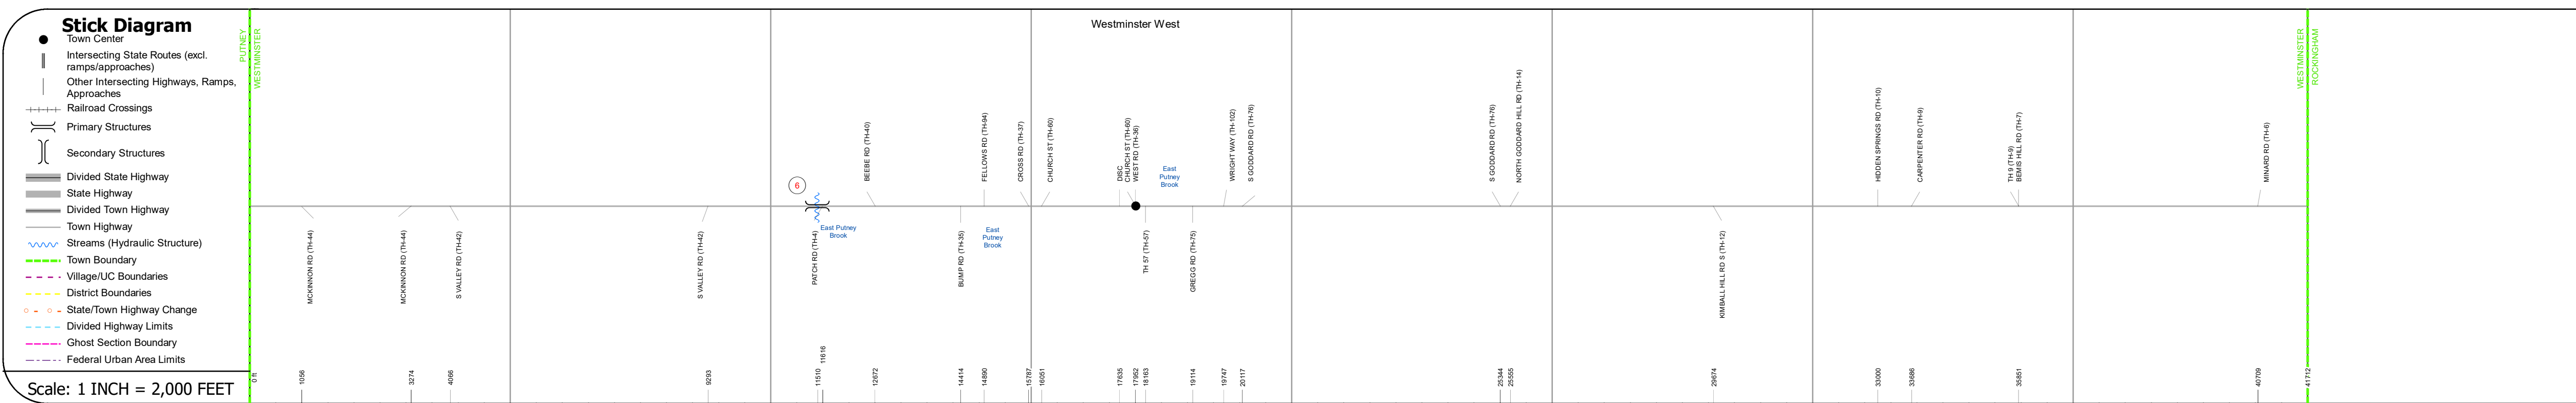 Stick Diagram
Town Center
Intersecting State Routes (excl.
ramps/approaches)
Other Intersecting Highways, Ramps,
Approaches
Railroad Crossings
Primary Structures
Secondary Structures
Divided State Highway
State Highway
Divided Town Highway
Town Highway
Streams (Hydraulic Structure)
Town Boundary
Village/UC Boundaries
District Boundaries
State/Town Highway Change
Divided Highway Limits
Ghost Section Boundary
Federal Urban Area Limits
Scale: 1 INCH = 2,000 FEET
PUTNEY
WESTMINSTER
Westminster West
WESTMINSTER
ROCKINGHAM
6
BEEBE RD (TH-40)
FELLOWS RD (TH-94)
CROSS RD (TH-37)
CHURCH ST (TH-60)
DISC
CHURCH ST (TH-60)
WEST RD (TH-36)
East
Putney
Brook
WRIGHT WAY (TH-102)
S GODDARD RD (TH-76)
S GODDARD RD (TH-76)
NORTH GODDARD HILL RD (TH-14)
HIDDEN SPRINGS RD (TH-10)
CARPENTER RD (TH-9)
TH 9 (TH-9)
BEMIS HILL RD (TH-7)
MINARD RD (TH-6)
MCKINNON RD (TH-44)
MCKINNON RD (TH-44)
S VALLEY RD (TH-42)
S VALLEY RD (TH-42)
PATCH RD (TH-4)
East Putney
Brook
BUMP RD (TH-35)
East
Putney
Brook
TH 57 (TH-57)
GREGG RD (TH-75)
KIMBALL HILL RD S (TH-12)
0 ft
1056
3274
4066
9293
11510
11616
12672
14414
14890
15787
16051
17635
17952
18163
19114
19747
20117
25344
25555
29674
33000
33686
35851
40709
41712